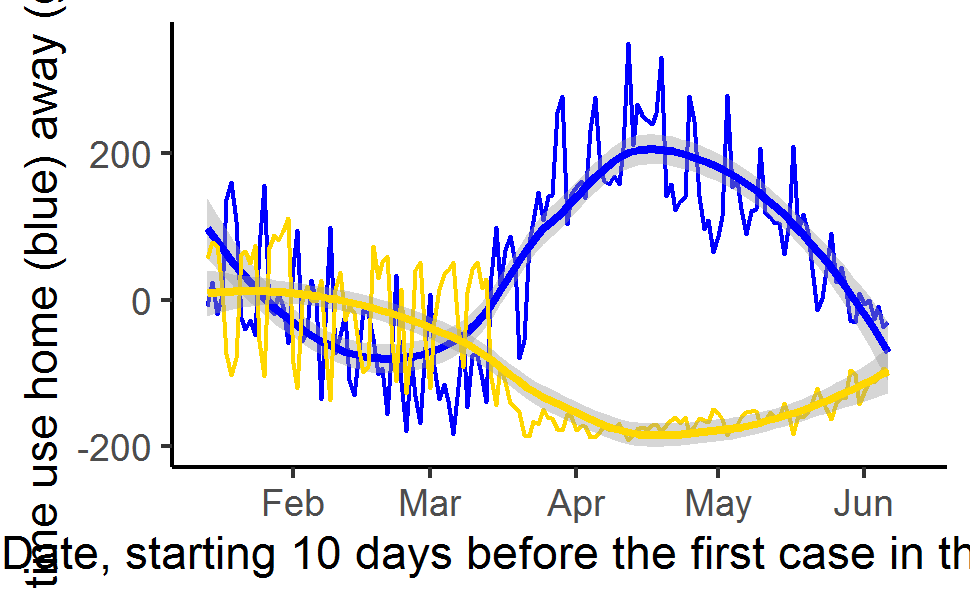 time use home (blue) away (
200
0
-200
Feb Mar Apr May Jun
Date, starting 10 days before the first case in th